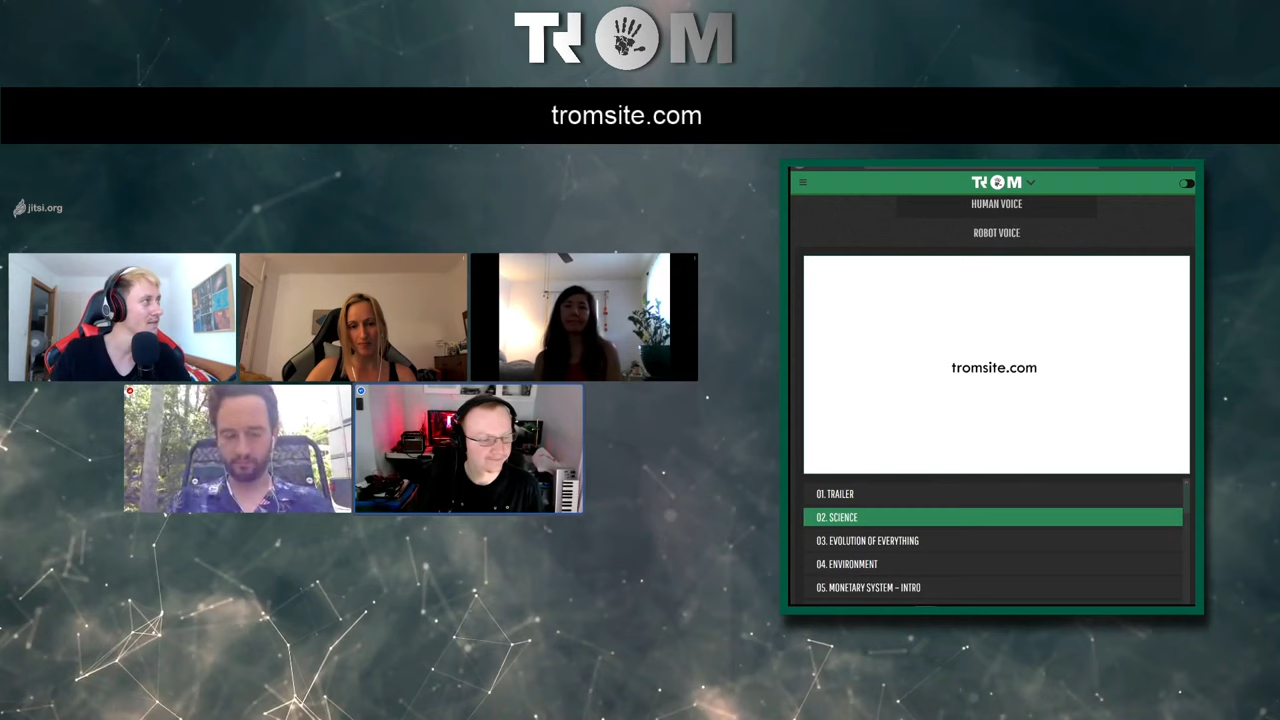 TROM
tromsite.com
jitsi.org
TROM
HUMAN VOICE
ROBOT VOICE
tromsite.com
01. TRAILER
02. SCIENCE
03. EVOLUTION OF EVERYTHING
04. ENVIRONMENT
05. MONETARY SYSTEM – INTRO